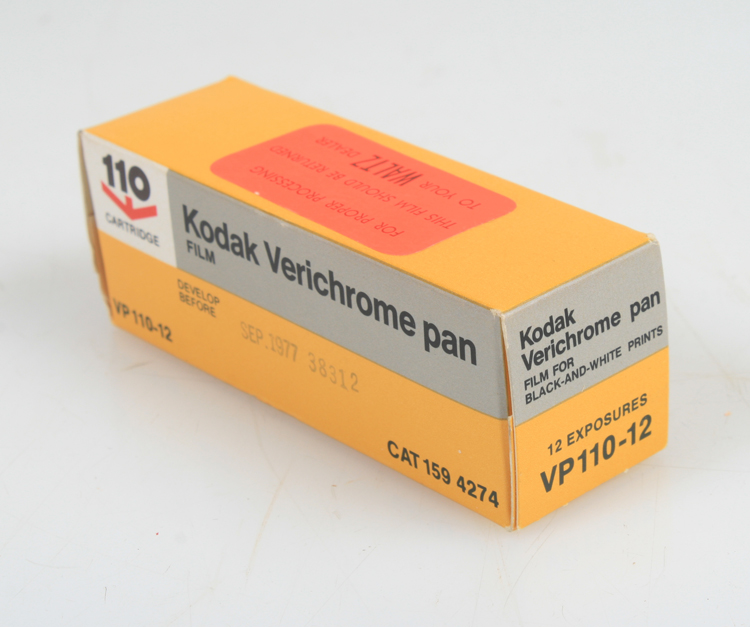 FOR PROPER PROCESSING
THIS FILM SHOULD BE RETURNED
TO YOUR WALTZ DEALER
110
CARTRIDGE
Kodak Verichrome pan
FILM
DEVELOP
BEFORE
SEP.1977 38312
VP110-12
CAT 159 4274
Kodak
Verichrome pan
FILM FOR
BLACK-AND-WHITE PRINTS
12 EXPOSURES
VP110-12